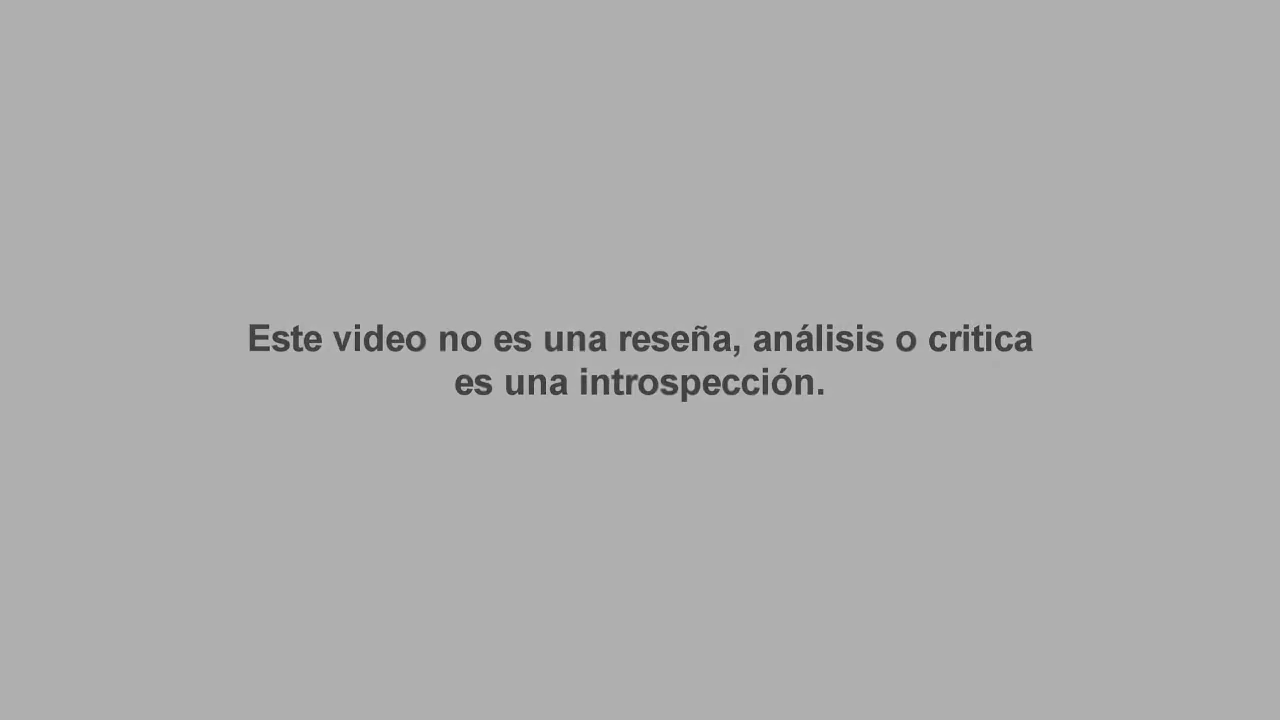 Este video no es una reseña, análisis o critica
es una introspección.